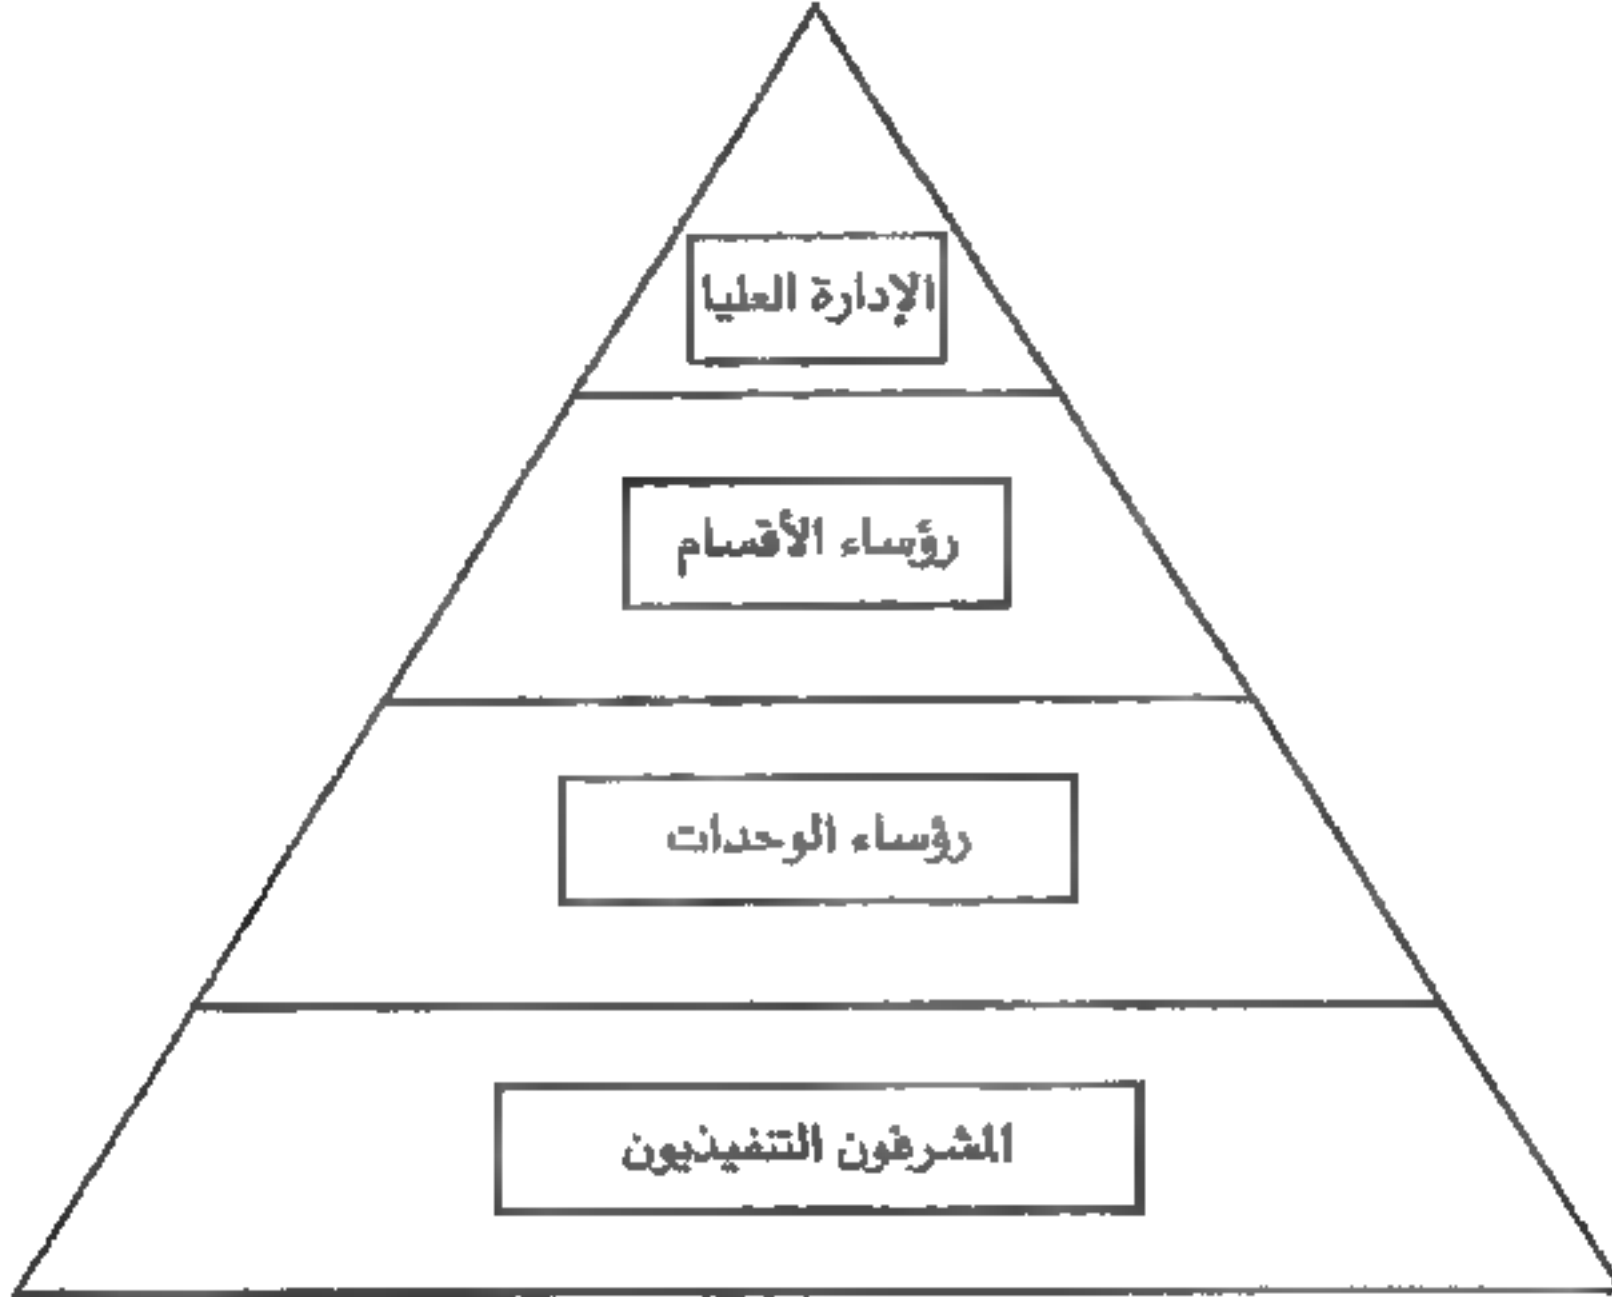 الإدارة العليا
رؤساء الأقسام
رؤساء الوحدات
المشرفون التنفيذيون